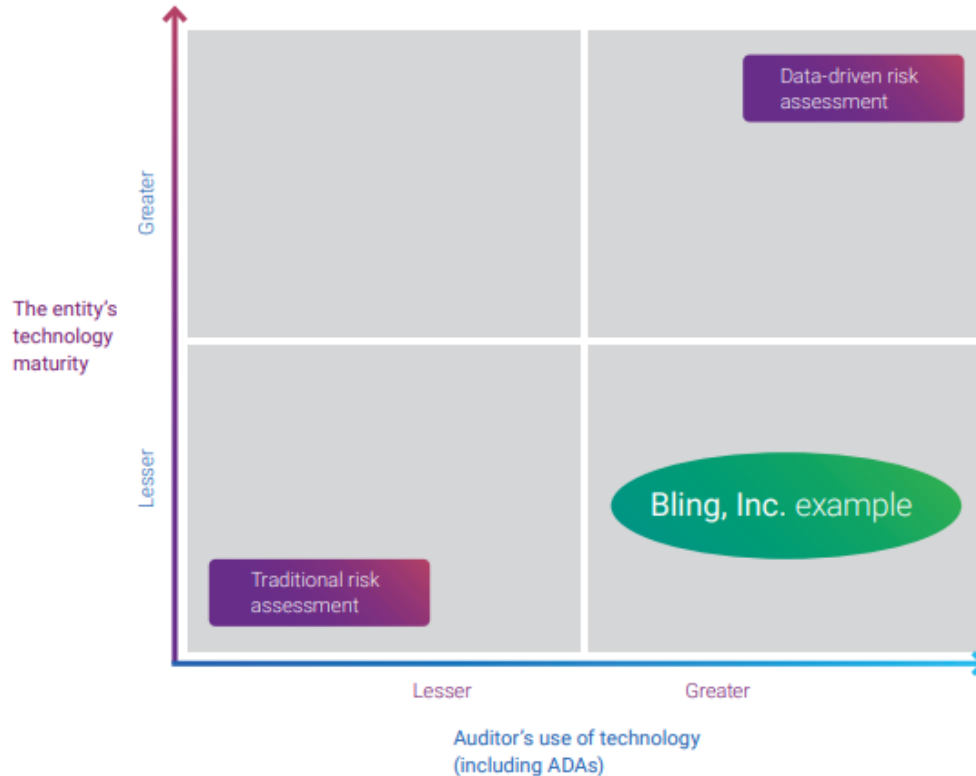 Data-driven risk
assessment
Greater
The entity's
technology
maturity
Lesser
Bling, Inc. example
Traditional risk
assessment
Lesser
Greater
Auditor's use of technology
(including ADAs)